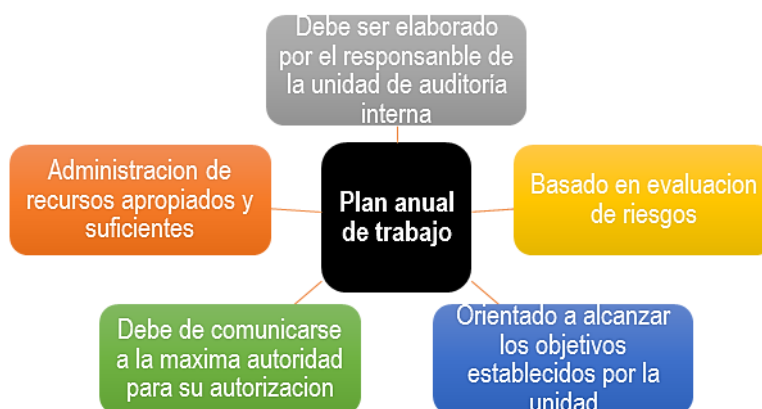 Debe ser elaborado
por el responsanble de
la unidad de auditoría
interna
Administracion de
recursos apropiados y
suficientes
Plan anual
de trabajo
Basado en evaluacion
de riesgos
Debe de comunicarse
a la maxima autoridad
para su autorizacion
Orientado a alcanzar
los objetivos
establecidos por la
unidad